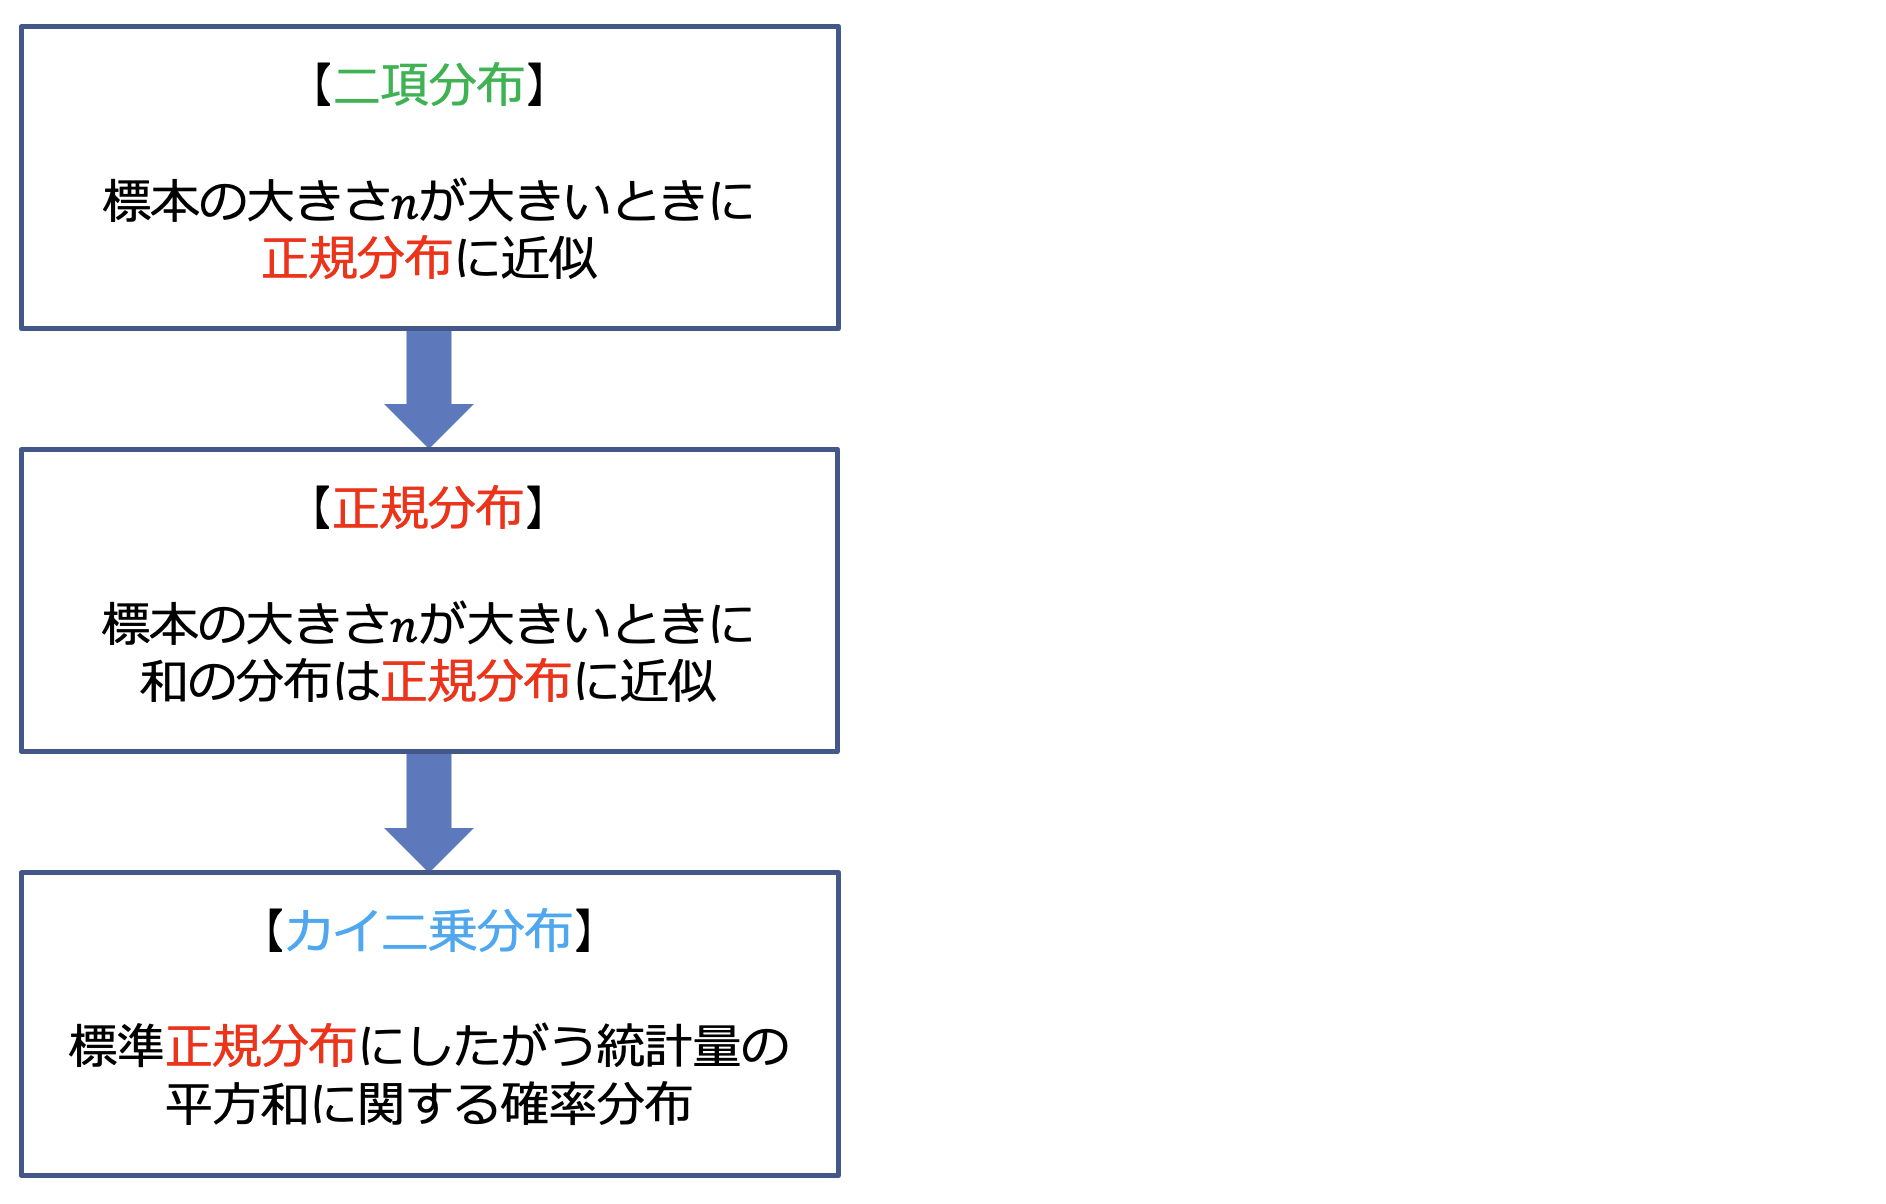 【二項分布】
標本の大きさnが大きいときに
正規分布に近似
【正規分布】
標本の大きさnが大きいときに
和の分布は正規分布に近似
【カイ二乗分布】
標準正規分布にしたがう統計量の
平方和に関する確率分布